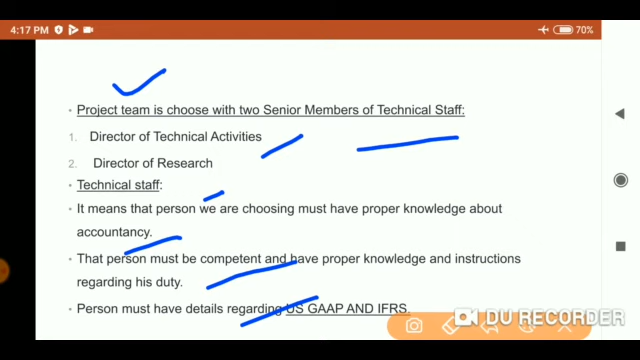 4:17 PM
70%
• Project team is choose with two Senior Members of Technical Staff:
1. Director of Technical Activities
2. Director of Research
• Technical staff:
• It means that person we are choosing must have proper knowledge about
accountancy.
• That person must be competent and have proper knowledge and instructions
regarding his duty.
• Person must have details regarding US GAAP AND IFRS.
DU RECORDER